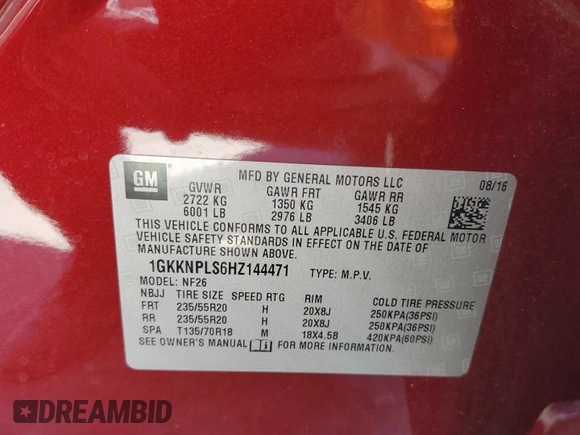 GM
MFD BY GENERAL MOTORS LLC
08/16
GVWR GAWR FRT GAWR RR
2722 KG 1350 KG 1545 KG
6001 LB 2976 LB 3406 LB
THIS VEHICLE CONFORMS TO ALL APPLICABLE U.S. FEDERAL MOTOR
VEHICLE SAFETY STANDARDS IN EFFECT ON THE DATE OF
MANUFACTURE SHOWN ABOVE.
1GKKNPLS6HZ144471 TYPE: M.P.V.
MODEL: NF26
NBJJ TIRE SIZE SPEED RTG RIM COLD TIRE PRESSURE
FRT 235/55R20 H 20X8J 250KPA(36PSI)
RR 235/55R20 H 20X8J 250KPA(36PSI)
SPA T135/70R18 M 18X4.5B 420KPA(60PSI)
SEE OWNER'S MANUAL FOR MORE INFORMATION
DREAMBID